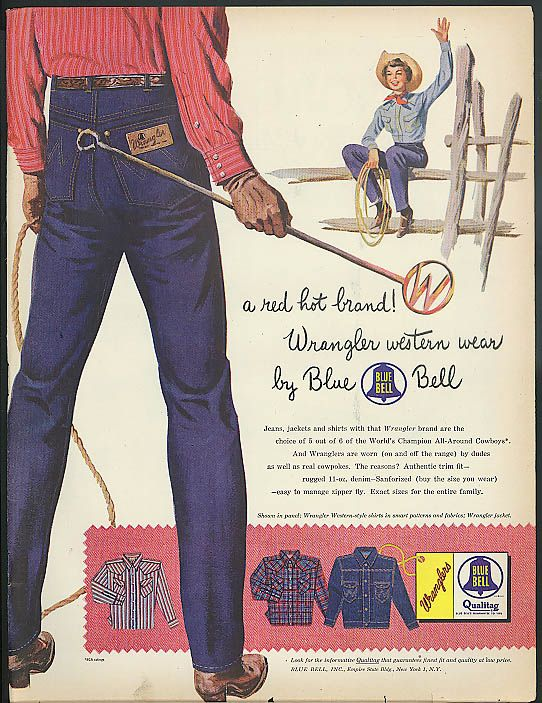 Wrangler
W
a red hot brand!
Wrangler western wear
by Blue BLUE BELL Bell
Jeans, jackets and shirts with that Wrangler brand are the
choice of 5 out of 6 of the World's Champion All-Around Cowboys*.
And Wranglers are worn (on and off the range) by dudes
as well as real cowpokes. The reasons? Authentic trim fit—
rugged 11-oz. denim—Sanforized (buy the size you wear)
—easy to manage zipper fly. Exact sizes for the entire family.
Shown in panel: Wrangler Western-style shirts in smart patterns and fabrics; Wrangler jacket.
Wranglers
BLUE
BELL
Qualitag
*RCA ratings
Look for the informative Qualitag that guarantees finest fit and quality at low price.
BLUE BELL, INC., Empire State Bldg., New York 1, N.Y.